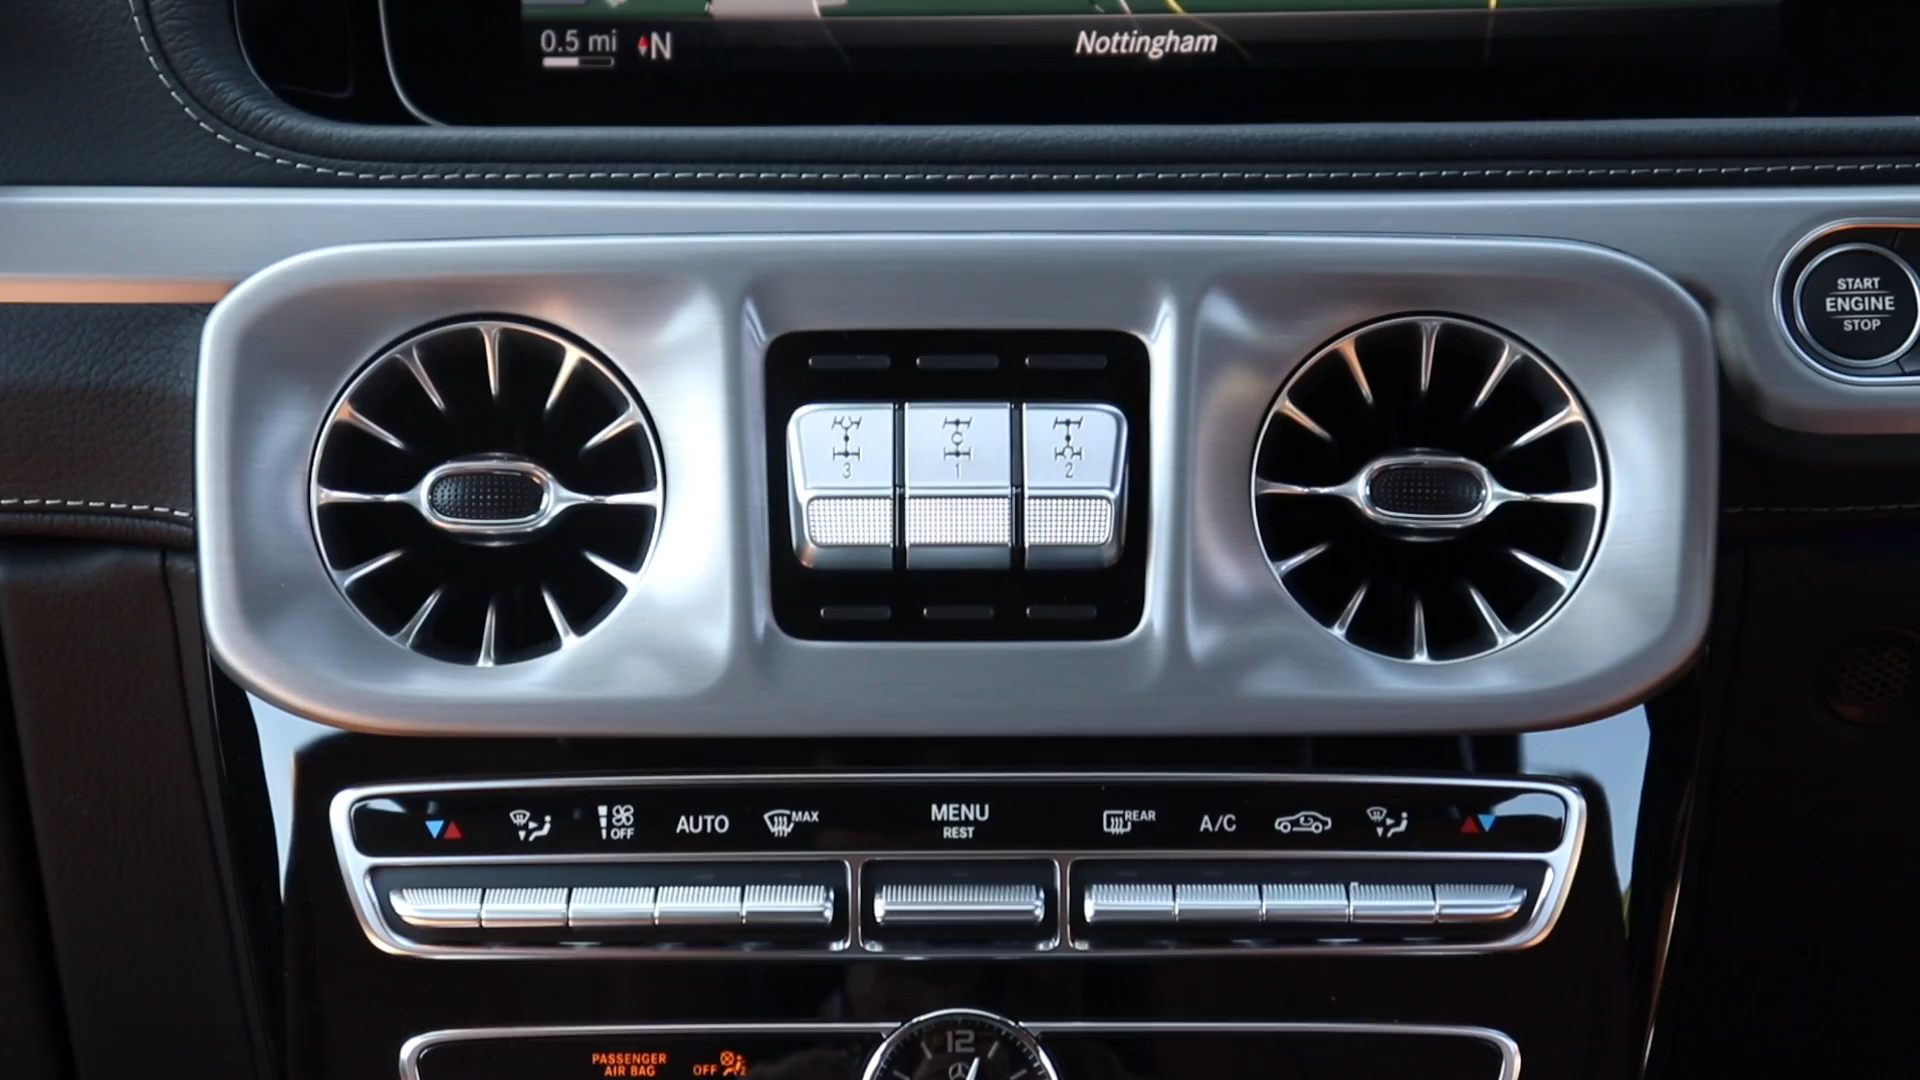 0.5 mi N
Nottingham
START
ENGINE
STOP
3
1
2
1 OFF
AUTO
MAX
MENU
REST
REAR
A/C
12
PASSENGER
AIR BAG
OFF